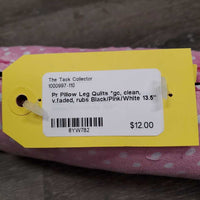 The Tack Collector
1000997-110
Pr Pillow Leg Quilts *gc, clean,
v.faded, rubs Black/Pink/White 13.5"
$12.00
8YW7B2